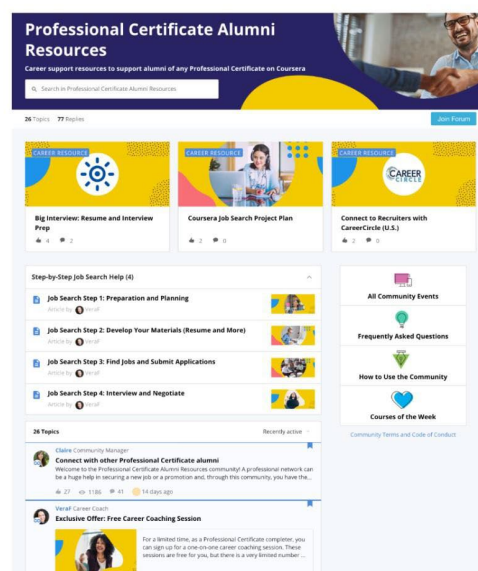 Professional Certificate Alumni
Resources
Career support resources to support alumni of any Professional Certificate on Coursera
Search in Professional Certificate Alumni Resources
26 Topics 77 Replies
Join Forum
CAREER RESOURCE
CAREER RESOURCE
CAREER RESOURCE
CAREER
CIRCLE
Big Interview: Resume and Interview
Prep
4 2
Coursera Job Search Project Plan
2 0
Connect to Recruiters with
CareerCircle (U.S.)
2 0
Step-by-Step Job Search Help (4)
Job Search Step 1: Preparation and Planning
Article by VeraF
Job Search Step 2: Develop Your Materials (Resume and More)
Article by VeraF
Job Search Step 3: Find Jobs and Submit Applications
Article by VeraF
Job Search Step 4: Interview and Negotiate
Article by VeraF
All Community Events
Frequently Asked Questions
How to Use the Community
Courses of the Week
Community Terms and Code of Conduct
26 Topics
Recently active
Claire Community Manager
Connect with other Professional Certificate alumni
Welcome to the Professional Certificate Alumni Resources community! A professional network can
be a huge help in securing a new job or a promotion and, through this community, you have the...
27 1186 41 14 days ago
VeraF Career Coach
Exclusive Offer: Free Career Coaching Session
For a limited time, as a Professional Certificate completer, you
can sign up for a one-on-one career coaching session. These
sessions are free for you, but there is a very limited number ...